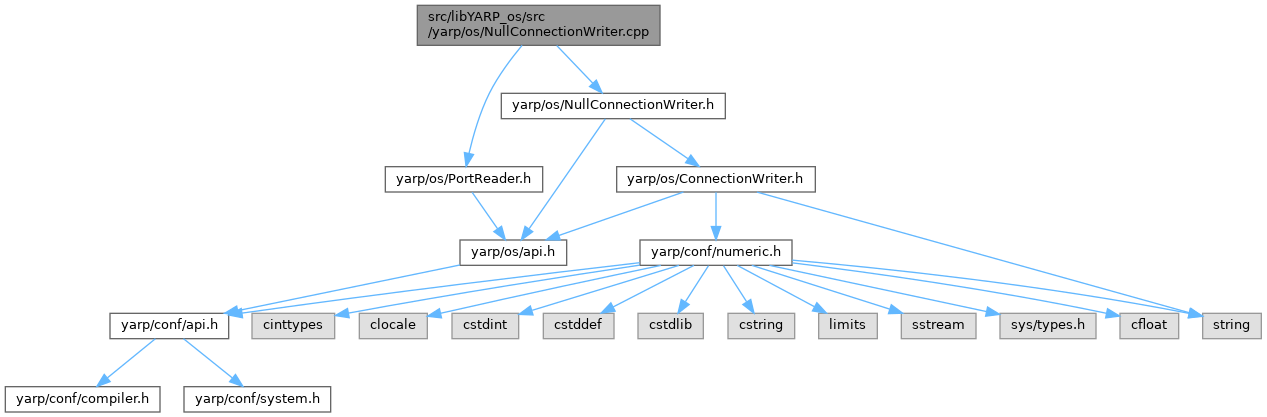 src/libYARP_os/src
/yarp/os/NullConnectionWriter.cpp
yarp/os/NullConnectionWriter.h
yarp/os/PortReader.h
yarp/os/ConnectionWriter.h
yarp/os/api.h
yarp/conf/numeric.h
yarp/conf/api.h
cinttypes
clocale
cstdint
cstddef
cstdlib
cstring
limits
sstream
sys/types.h
cfloat
string
yarp/conf/compiler.h
yarp/conf/system.h